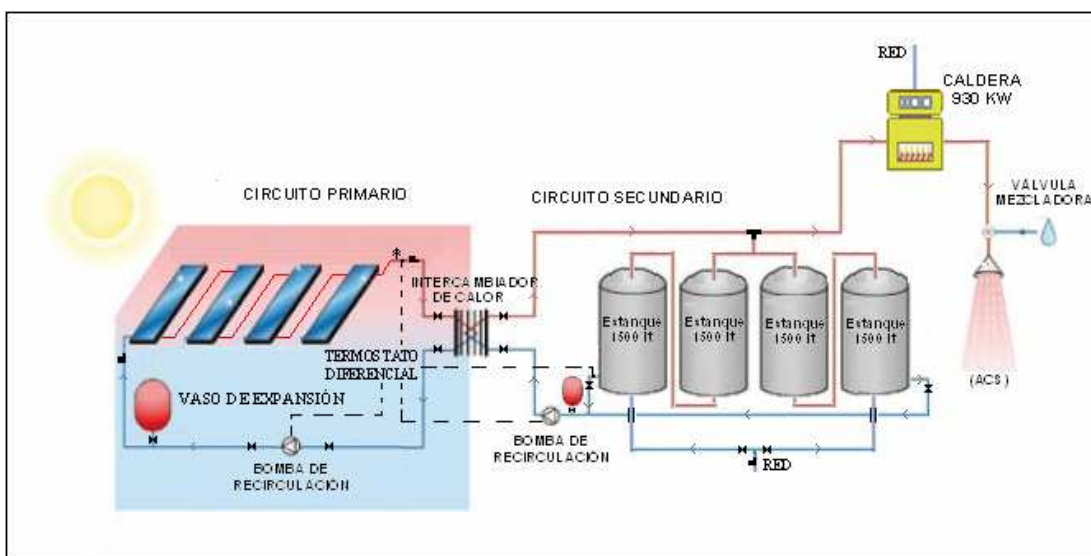 RED
CALDERA
930 KW
CIRCUITO PRIMARIO
CIRCUITO SECUNDARIO
VÁLVULA
MEZCLADORA
INTERCAMBIADOR
DE CALOR
Estanque
1500 lt
Estanque
1500 lt
Estanque
1500 lt
Estanque
1500 lt
TERMOSTATO
DIFERENCIAL
(ACS)
VASO DE EXPANSIÓN
BOMBA DE
RECIRCULACIÓN
BOMBA DE
RECIRCULACIÓN
RED